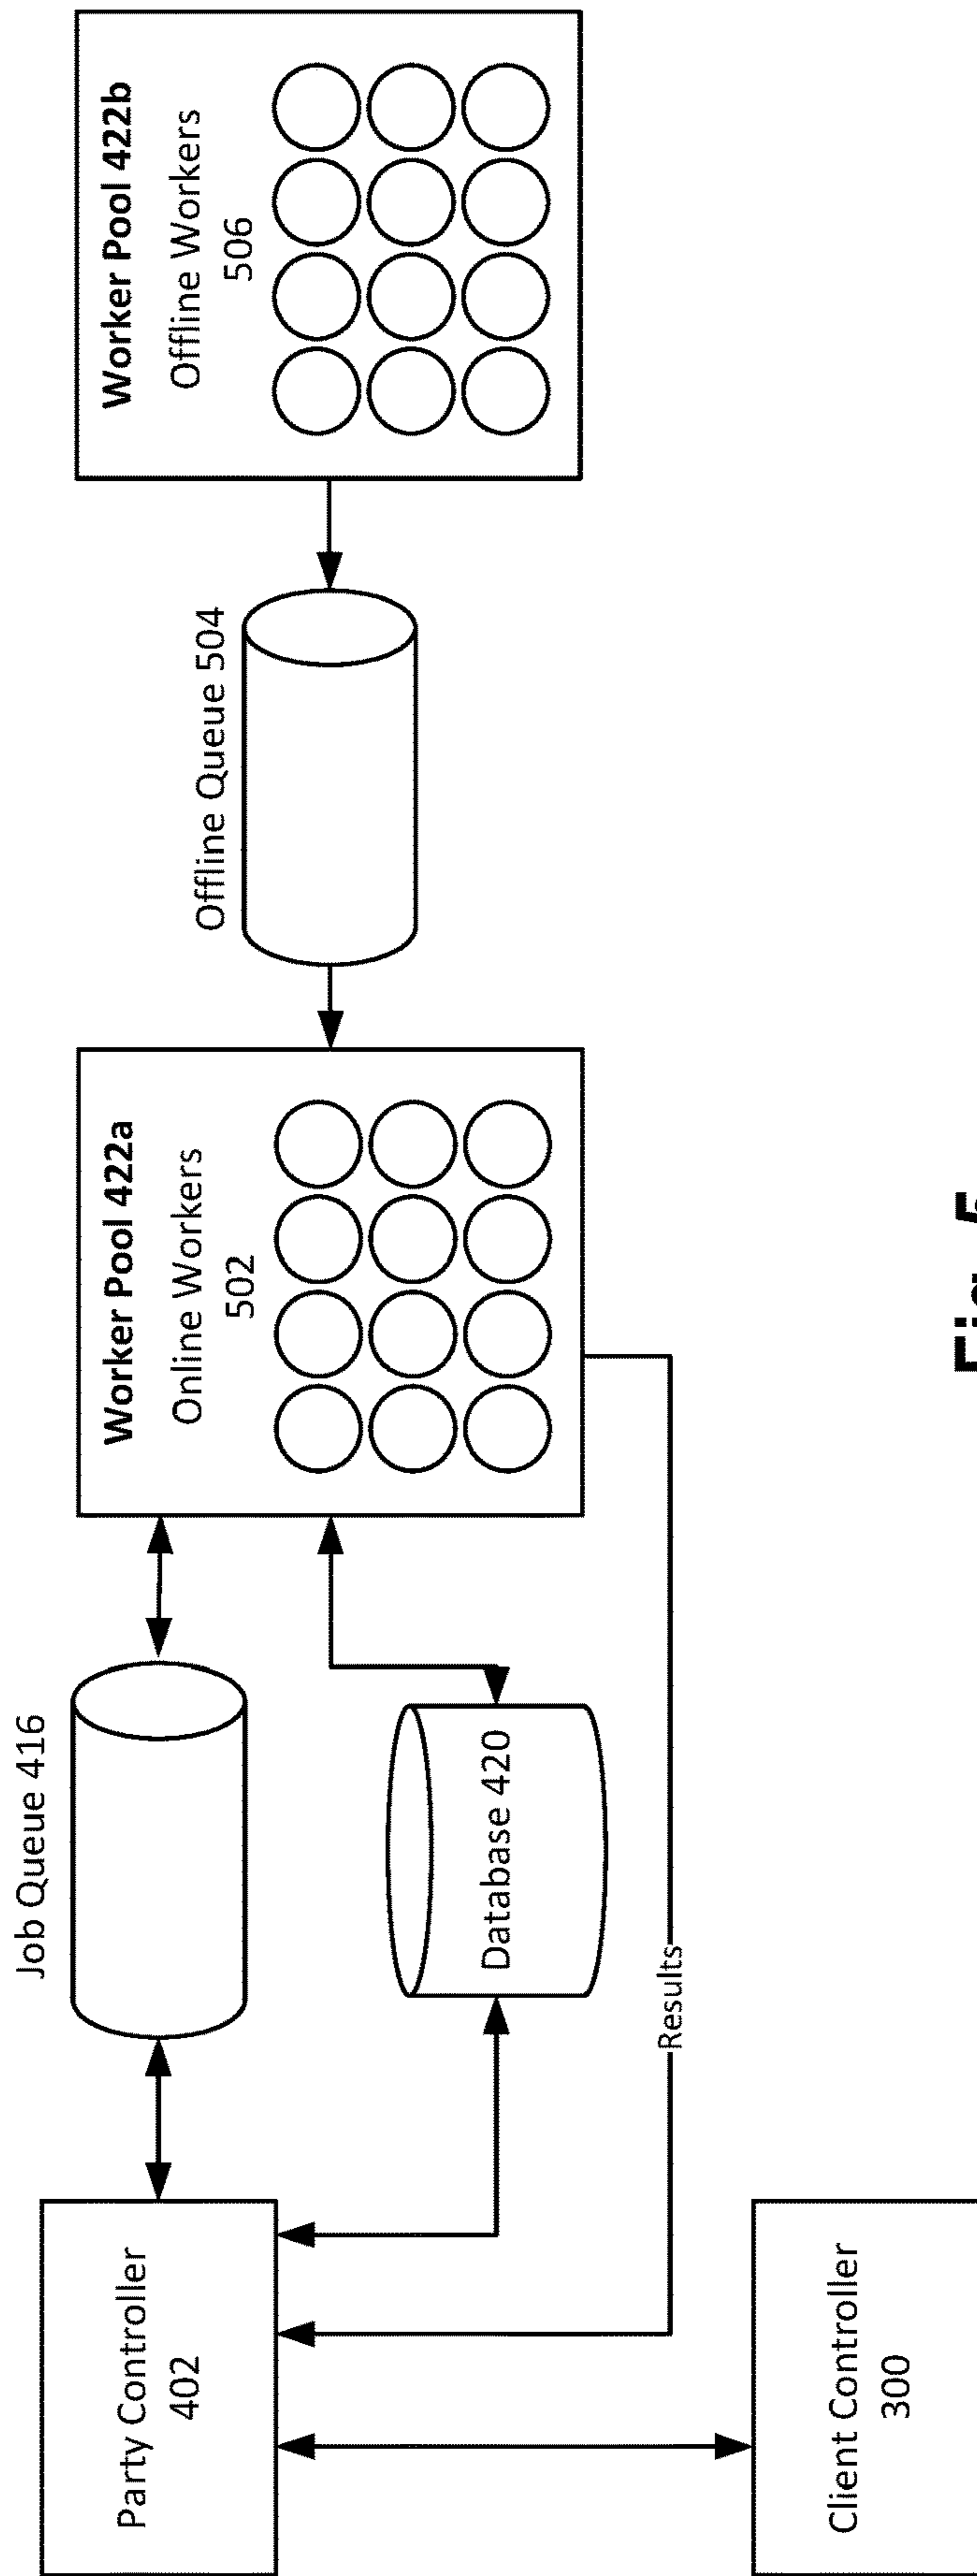 Job Queue 416
Party Controller
402
Worker Pool 422a
Online Workers
502
Offline Queue 504
Worker Pool 422b
Offline Workers
506
Database 420
Results
Client Controller
300